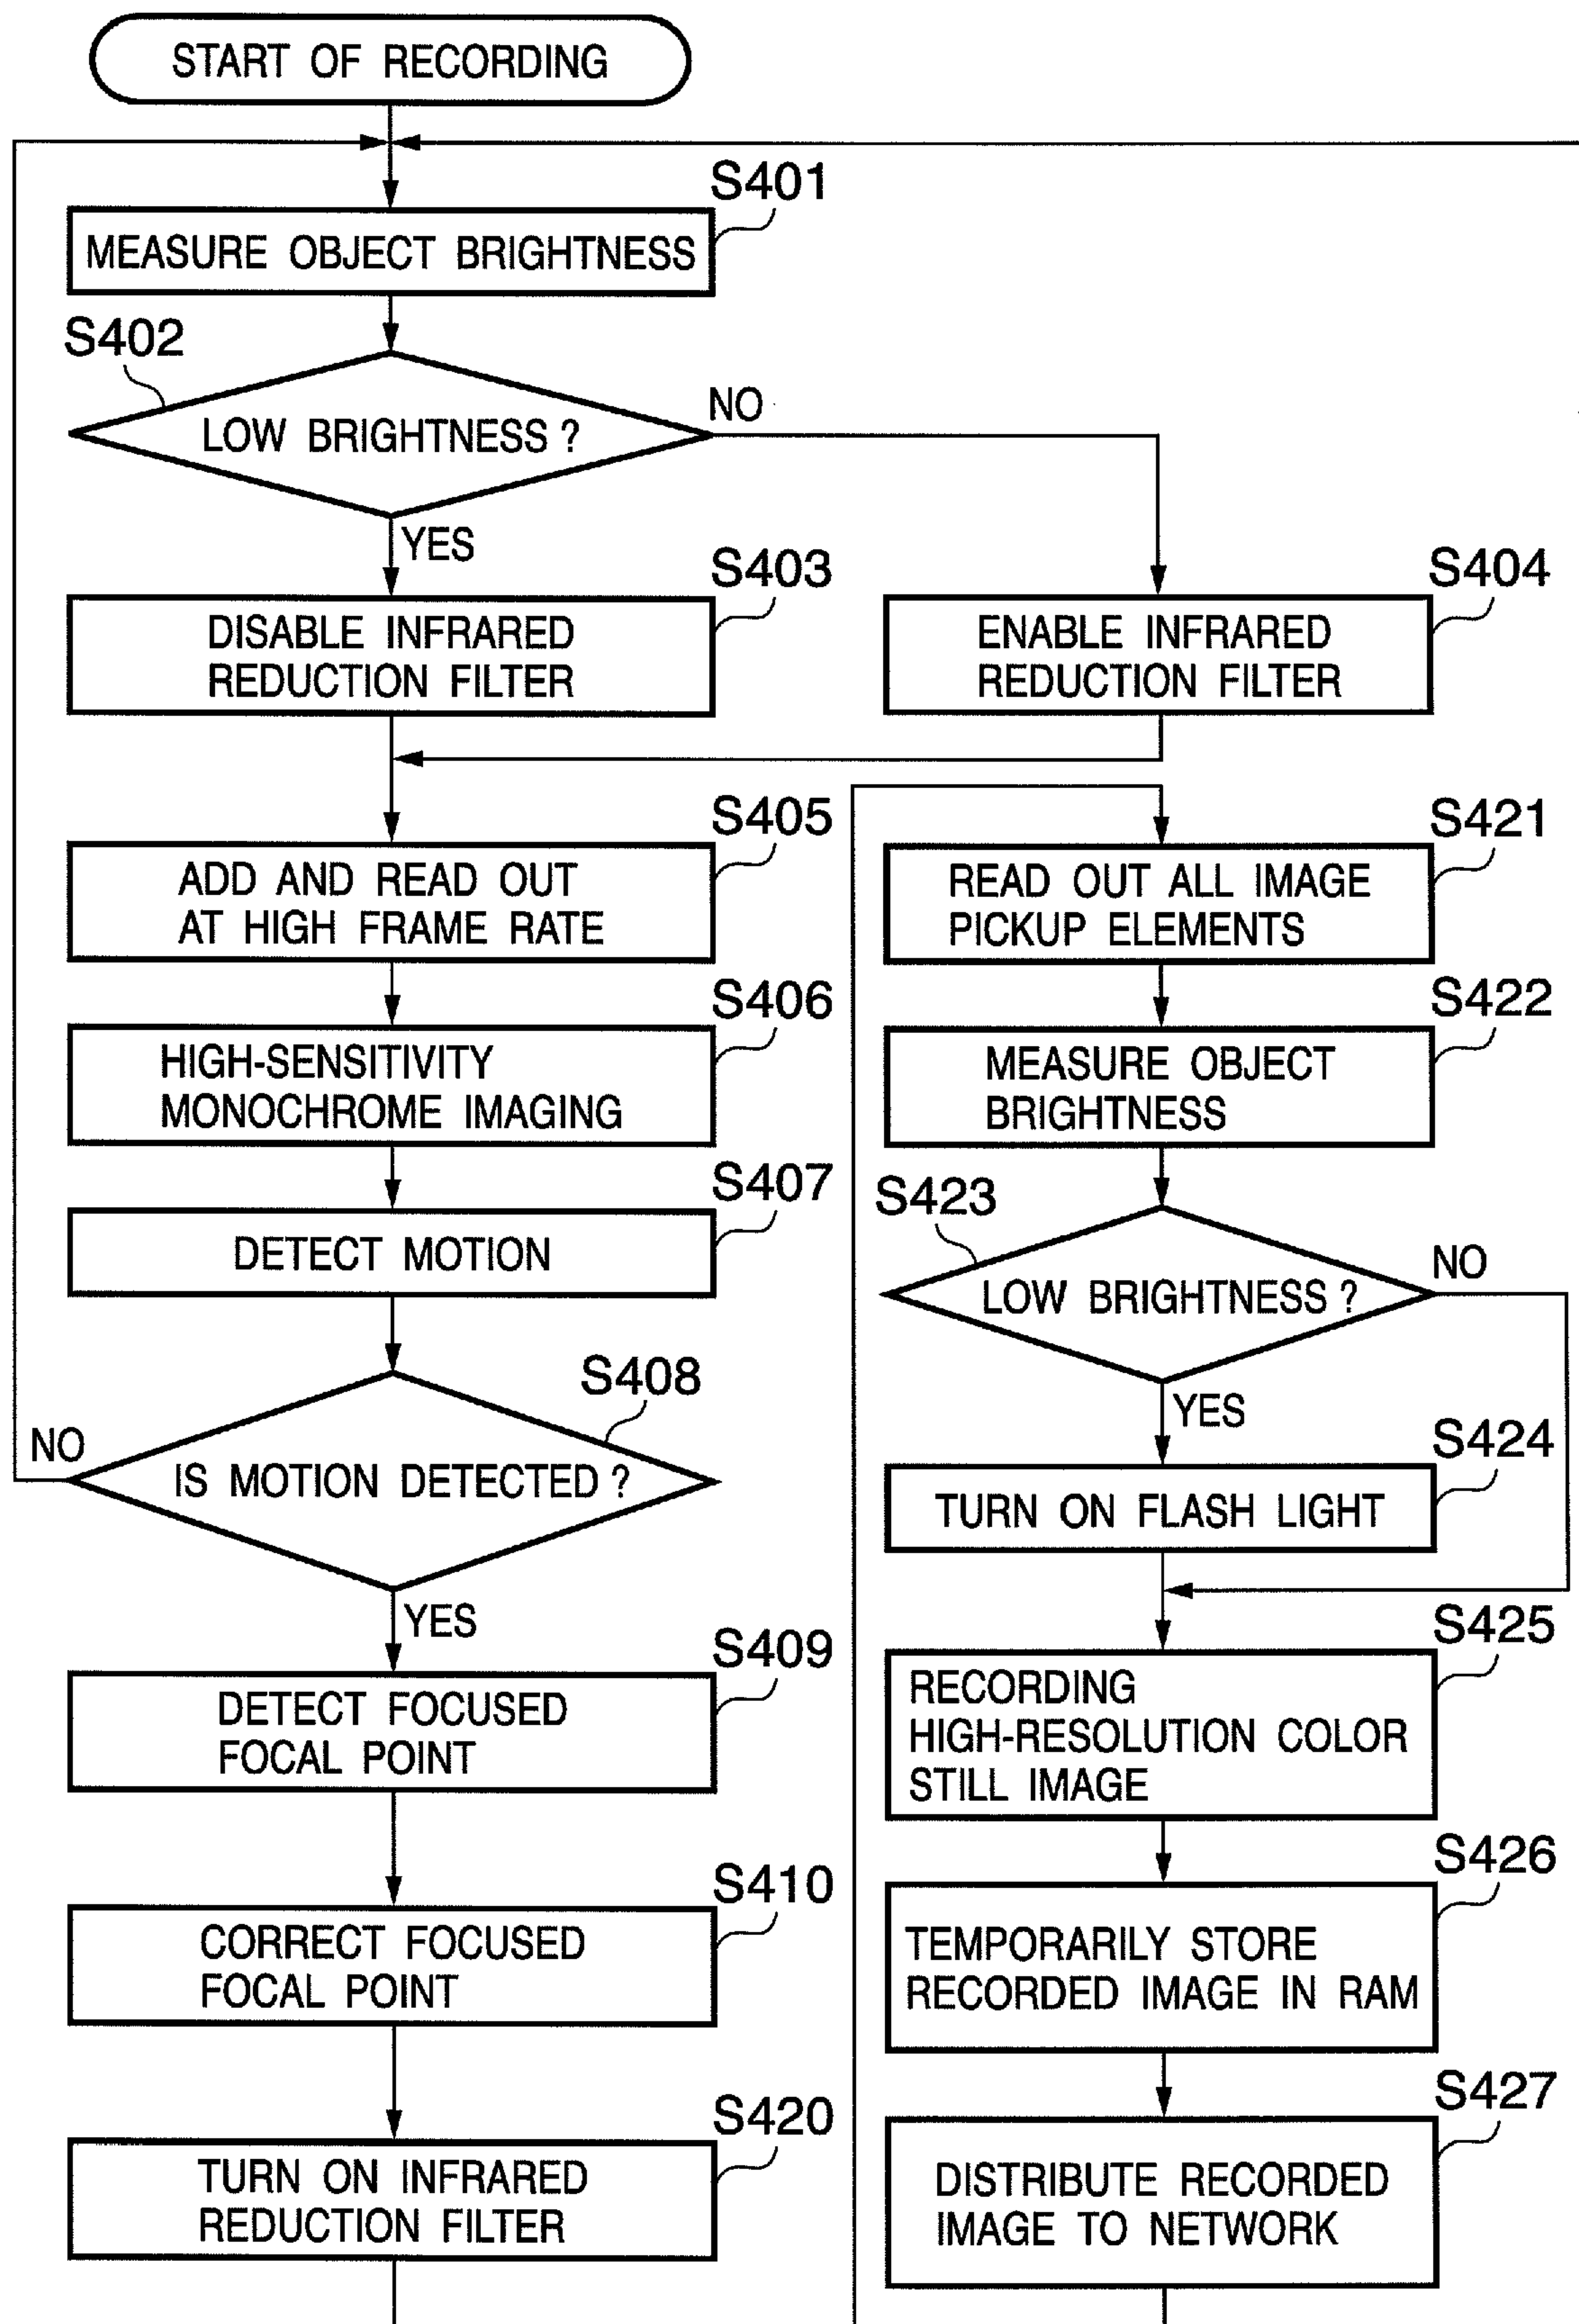 START OF RECORDING
S401
MEASURE OBJECT BRIGHTNESS
S402
LOW BRIGHTNESS ?
NO
YES
S403
DISABLE INFRARED
REDUCTION FILTER
S404
ENABLE INFRARED
REDUCTION FILTER
S405
ADD AND READ OUT
AT HIGH FRAME RATE
S406
HIGH-SENSITIVITY
MONOCHROME IMAGING
S407
DETECT MOTION
S408
NO
IS MOTION DETECTED ?
YES
S409
DETECT FOCUSED
FOCAL POINT
S410
CORRECT FOCUSED
FOCAL POINT
S420
TURN ON INFRARED
REDUCTION FILTER
S421
READ OUT ALL IMAGE
PICKUP ELEMENTS
S422
MEASURE OBJECT
BRIGHTNESS
S423
LOW BRIGHTNESS ?
NO
YES
S424
TURN ON FLASH LIGHT
S425
RECORDING
HIGH-RESOLUTION COLOR
STILL IMAGE
S426
TEMPORARILY STORE
RECORDED IMAGE IN RAM
S427
DISTRIBUTE RECORDED
IMAGE TO NETWORK